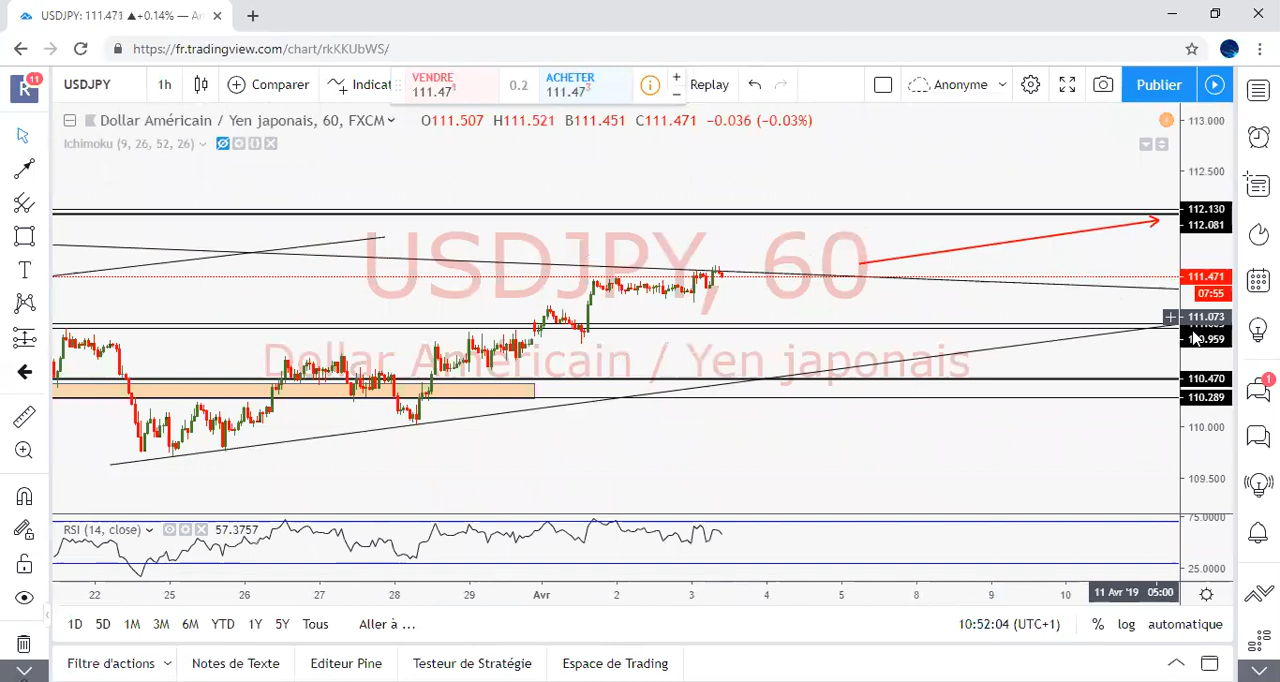 USDJPY: 111.471 ▲+0.14% — An
https://fr.tradingview.com/chart/rkKKUbWS/
R 11
USDJPY 1h Comparer Indicat
VENDRE
111.47¹
0.2
ACHETER
111.47³
Replay Anonyme Publier
Dollar Américain / Yen japonais, 60, FXCM O111.507 H111.521 B111.451 C111.471 −0.036 (−0.03%)
Ichimoku (9, 26, 52, 26)
113.000
112.500
112.130
112.081
USDJPY, 60
111.471
07:55
111.073
Dollar Américain / Yen japonais
110.470
110.289
110.000
109.500
RSI (14, close) 57.3757
75.0000
25.0000
22 25 26 27 28 29 Avr 2 3 4 5 8 9 10 11 Avr '19 05:00
1D 5D 1M 3M 6M YTD 1Y 5Y Tous Aller à ... 10:52:04 (UTC+1) % log automatique
Filtre d'actions Notes de Texte Editeur Pine Testeur de Stratégie Espace de Trading
1